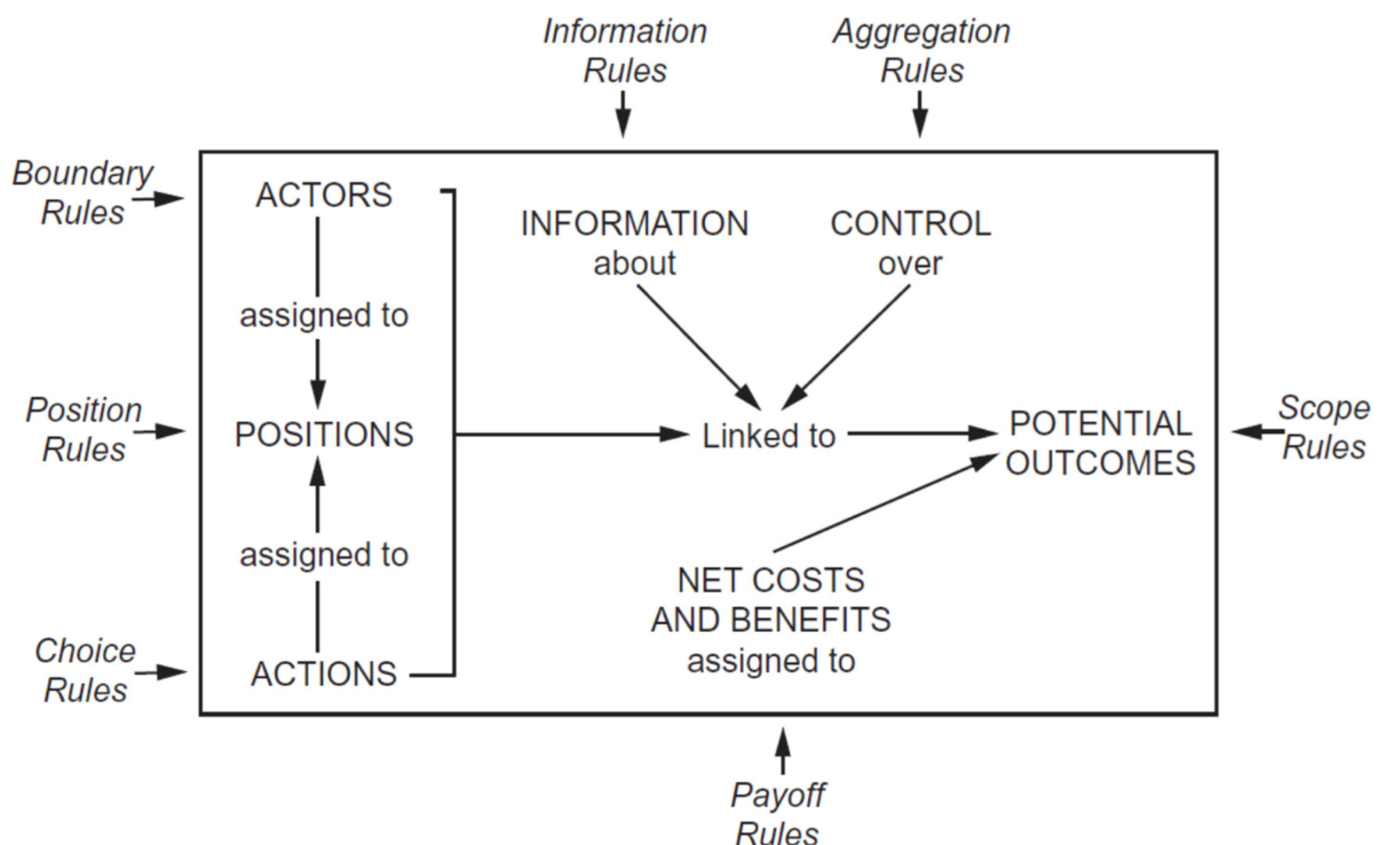 Information
Rules
Aggregation
Rules
Boundary
Rules
ACTORS
INFORMATION
about
CONTROL
over
assigned to
Position
Rules
POSITIONS
Linked to
POTENTIAL
OUTCOMES
Scope
Rules
assigned to
NET COSTS
AND BENEFITS
assigned to
Choice
Rules
ACTIONS
Payoff
Rules